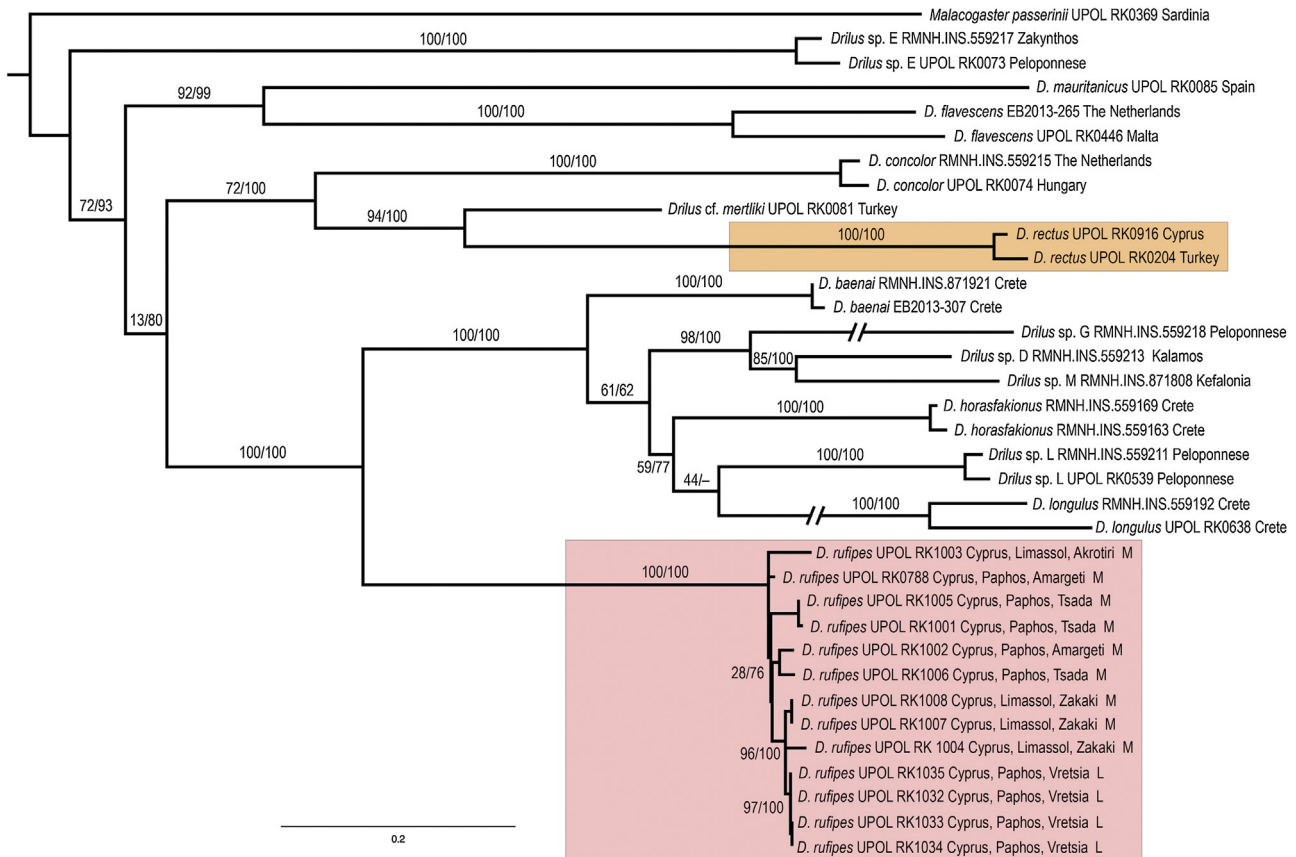 Malacogaster passerinii UPOL RK0369 Sardinia
100/100
Drilus sp. E RMNH.INS.559217 Zakynthos
Drilus sp. E UPOL RK0073 Peloponnese
92/99
D. mauritanicus UPOL RK0085 Spain
100/100
D. flavescens EB2013-265 The Netherlands
D. flavescens UPOL RK0446 Malta
72/93
100/100
D. concolor RMNH.INS.559215 The Netherlands
72/100
D. concolor UPOL RK0074 Hungary
94/100
Drilus cf. mertliki UPOL RK0081 Turkey
100/100
D. rectus UPOL RK0916 Cyprus
D. rectus UPOL RK0204 Turkey
13/80
100/100
D. baenai RMNH.INS.871921 Crete
D. baenai EB2013-307 Crete
100/100
98/100
Drilus sp. G RMNH.INS.559218 Peloponnese
85/100
Drilus sp. D RMNH.INS.559213 Kalamos
Drilus sp. M RMNH.INS.871808 Kefalonia
61/62
100/100
D. horasfakionus RMNH.INS.559169 Crete
D. horasfakionus RMNH.INS.559163 Crete
59/77
100/100
Drilus sp. L RMNH.INS.559211 Peloponnese
Drilus sp. L UPOL RK0539 Peloponnese
44/–
100/100
D. longulus RMNH.INS.559192 Crete
D. longulus UPOL RK0638 Crete
100/100
100/100
D. rufipes UPOL RK1003 Cyprus, Limassol, Akrotiri M
D. rufipes UPOL RK0788 Cyprus, Paphos, Amargeti M
D. rufipes UPOL RK1005 Cyprus, Paphos, Tsada M
D. rufipes UPOL RK1001 Cyprus, Paphos, Tsada M
D. rufipes UPOL RK1002 Cyprus, Paphos, Amargeti M
28/76
D. rufipes UPOL RK1006 Cyprus, Paphos, Tsada M
D. rufipes UPOL RK1008 Cyprus, Limassol, Zakaki M
D. rufipes UPOL RK1007 Cyprus, Limassol, Zakaki M
96/100
D. rufipes UPOL RK 1004 Cyprus, Limassol, Zakaki M
D. rufipes UPOL RK1035 Cyprus, Paphos, Vretsia L
D. rufipes UPOL RK1032 Cyprus, Paphos, Vretsia L
97/100
D. rufipes UPOL RK1033 Cyprus, Paphos, Vretsia L
D. rufipes UPOL RK1034 Cyprus, Paphos, Vretsia L
0.2